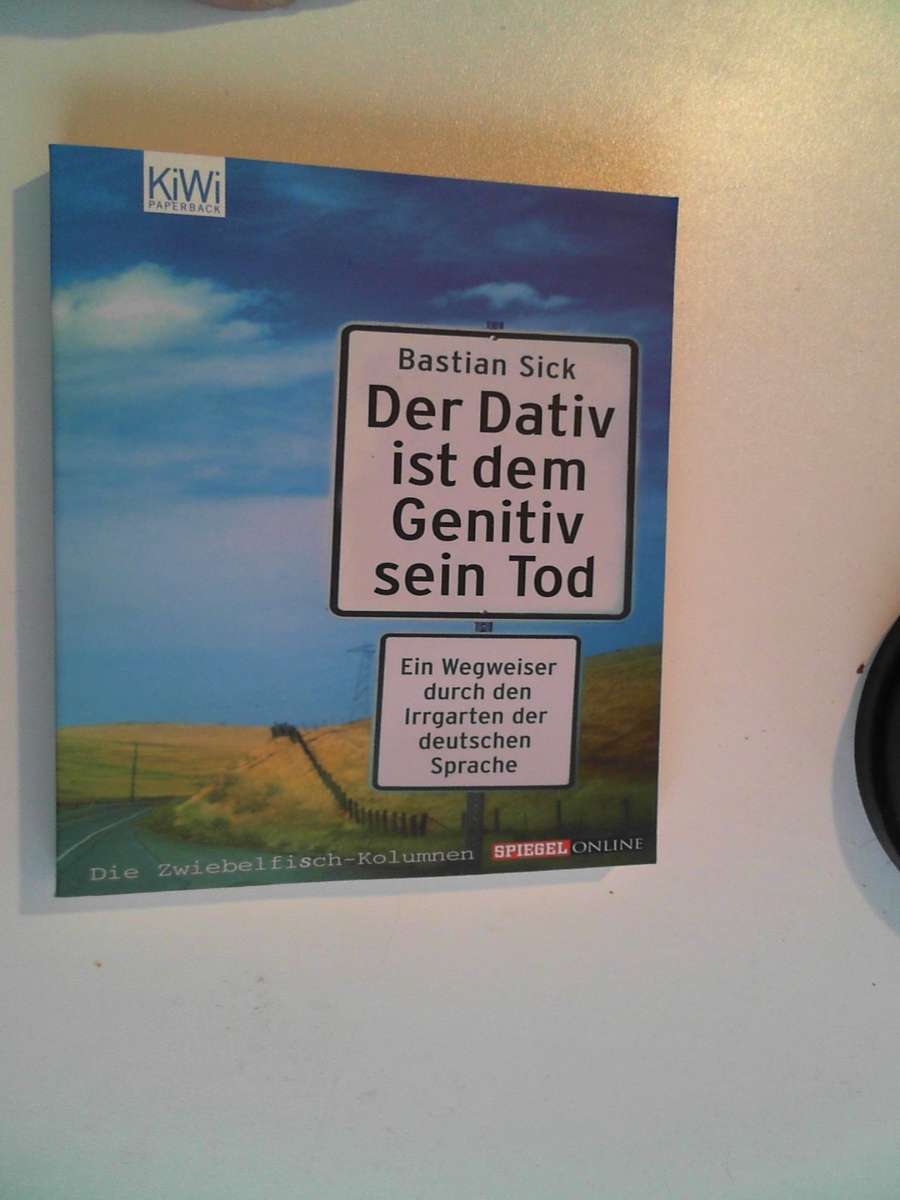 KiWi
PAPERBACK
Bastian Sick
Der Dativ
ist dem
Genitiv
sein Tod
Ein Wegweiser
durch den
Irrgarten der
deutschen
Sprache
Die Zwiebelfisch-Kolumnen SPIEGEL ONLINE